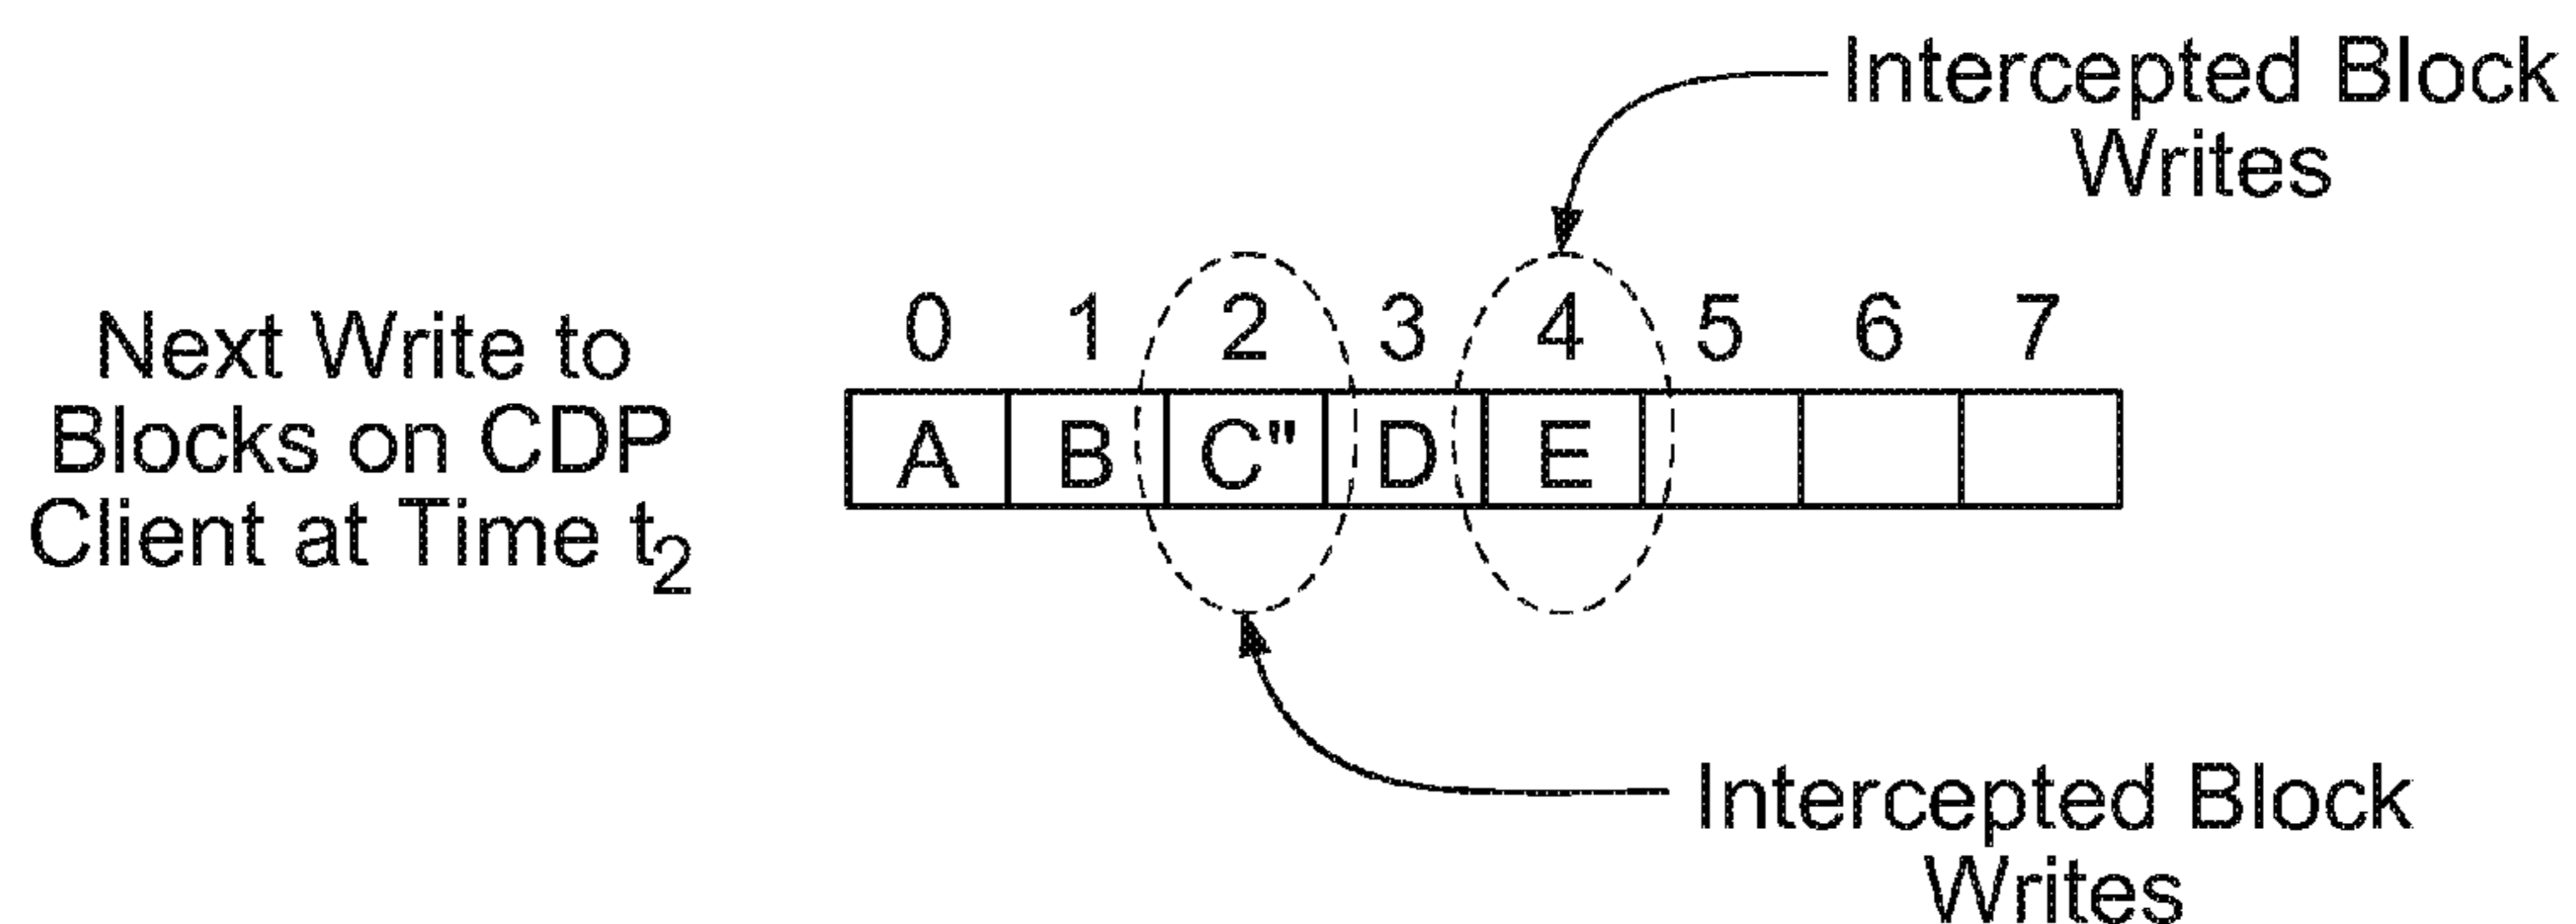 Intercepted Block
Writes
Next Write to
Blocks on CDP
Client at Time t₂
0 1 2 3 4 5 6 7
A B C" D E
Intercepted Block
Writes